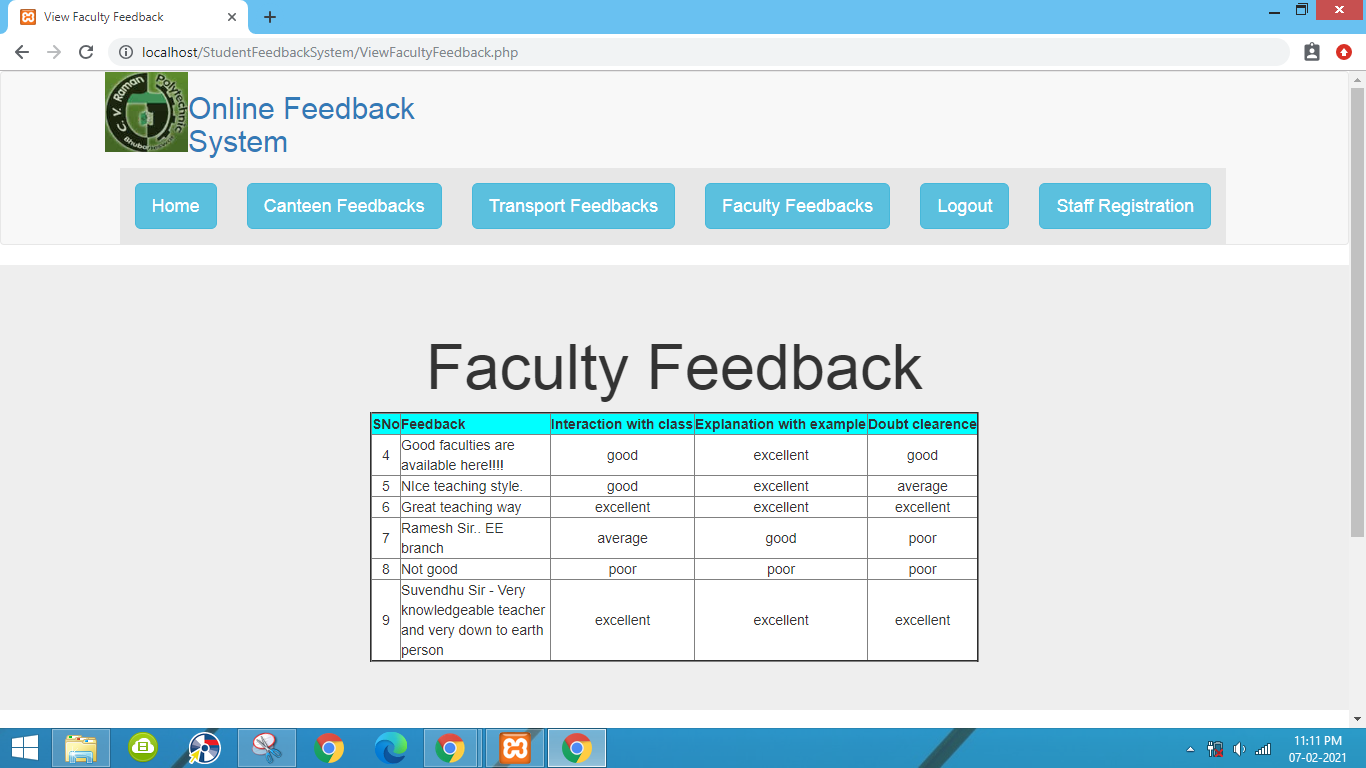 View Faculty Feedback
localhost/StudentFeedbackSystem/ViewFacultyFeedback.php
C. V. Raman Polytechnic
Online Feedback
System
Home Canteen Feedbacks Transport Feedbacks Faculty Feedbacks Logout Staff Registration
Faculty Feedback
SNo Feedback Interaction with class Explanation with example Doubt clearence
4 Good faculties are available here!!!! good excellent good
5 NIce teaching style. good excellent average
6 Great teaching way excellent excellent excellent
7 Ramesh Sir.. EE branch average good poor
8 Not good poor poor poor
9 Suvendhu Sir - Very knowledgeable teacher and very down to earth person excellent excellent excellent
11:11 PM
07-02-2021